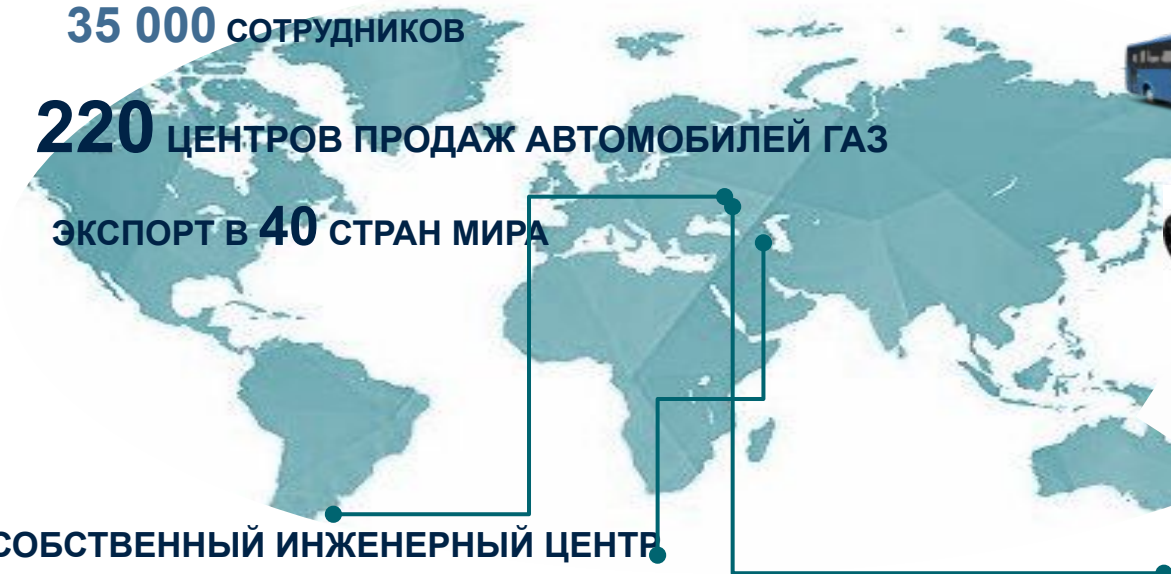 35 000 СОТРУДНИКОВ
220 ЦЕНТРОВ ПРОДАЖ АВТОМОБИЛЕЙ ГАЗ
ЭКСПОРТ В 40 СТРАН МИРА
СОБСТВЕННЫЙ ИНЖЕНЕРНЫЙ ЦЕНТР